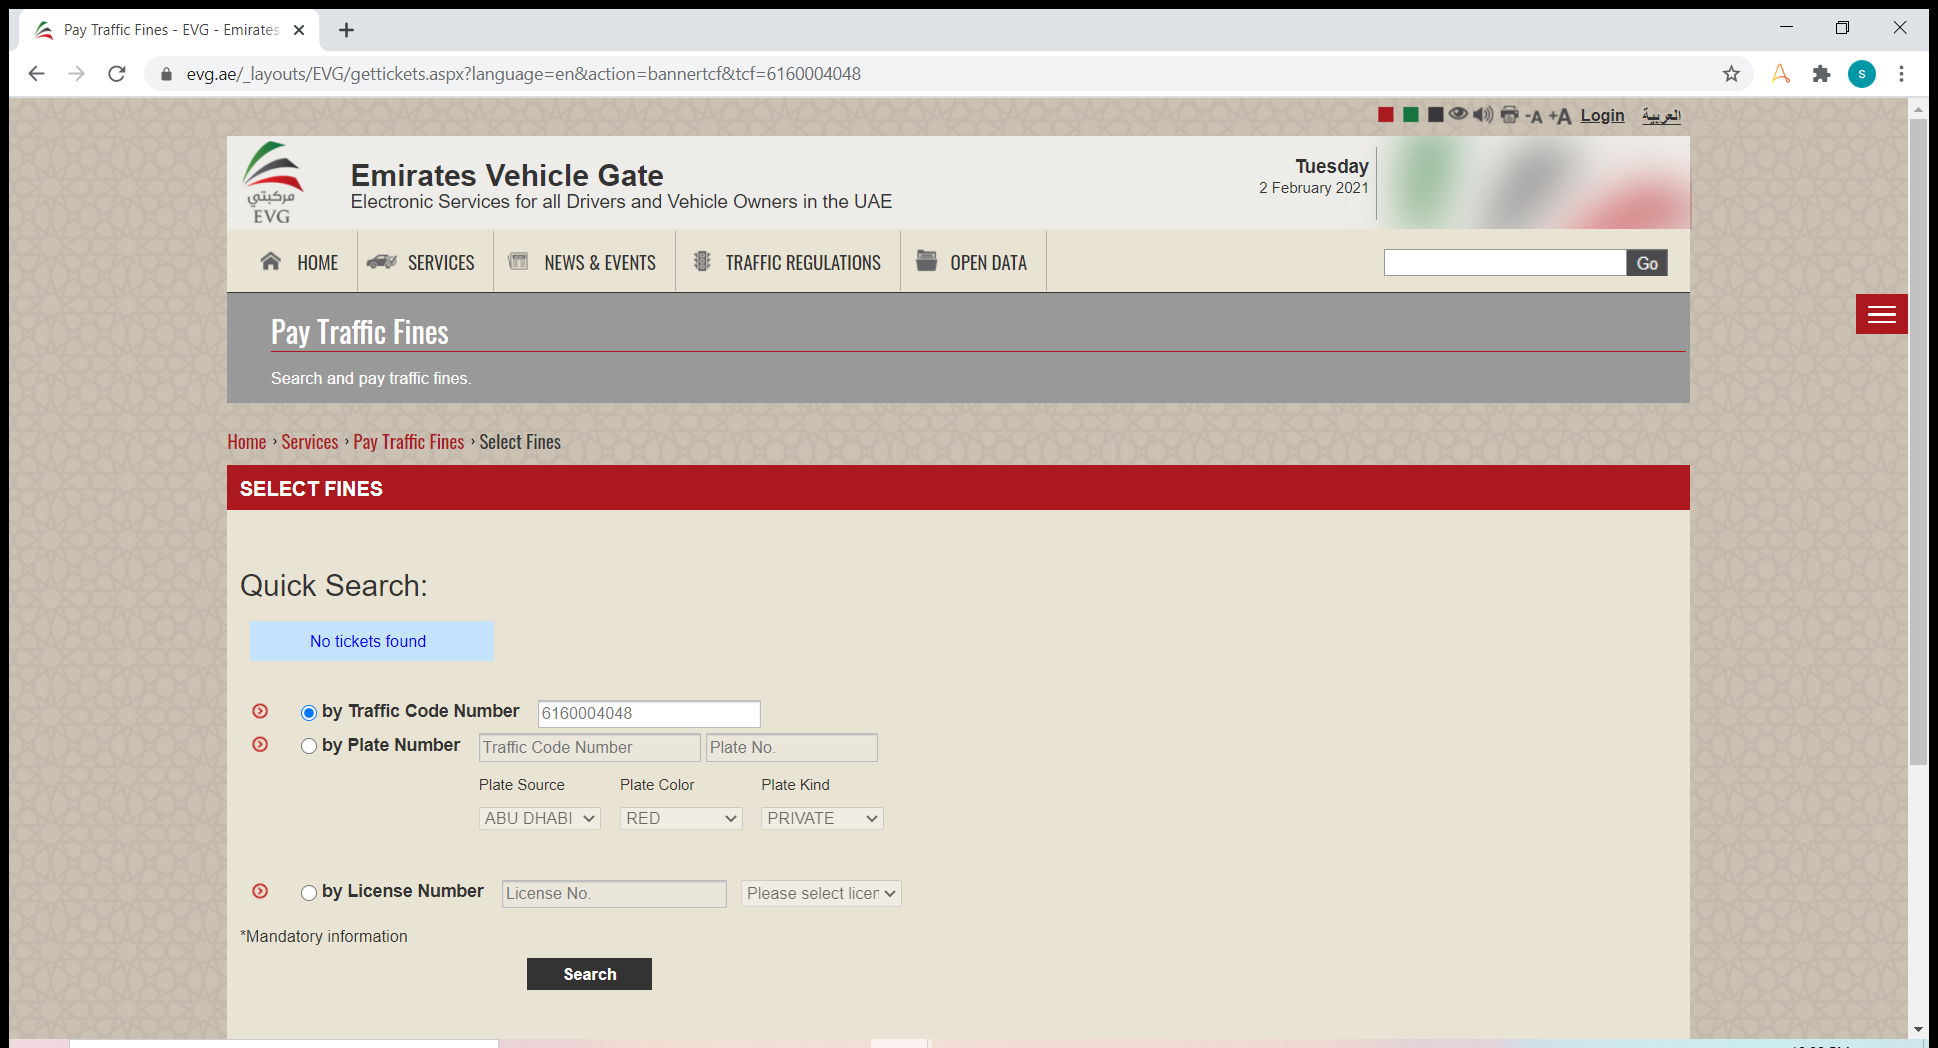 Pay Traffic Fines - EVG - Emirates
evg.ae/_layouts/EVG/gettickets.aspx?language=en&action=bannertcf&tcf=6160004048
S
-A +A Login العربية
مركبتي
EVG
Emirates Vehicle Gate
Electronic Services for all Drivers and Vehicle Owners in the UAE
Tuesday
2 February 2021
HOME SERVICES NEWS & EVENTS TRAFFIC REGULATIONS OPEN DATA Go
Pay Traffic Fines
Search and pay traffic fines.
Home › Services › Pay Traffic Fines › Select Fines
SELECT FINES
Quick Search:
No tickets found
by Traffic Code Number 6160004048
by Plate Number Traffic Code Number Plate No.
Plate Source Plate Color Plate Kind
ABU DHABI RED PRIVATE
by License Number License No. Please select licen
*Mandatory information
Search